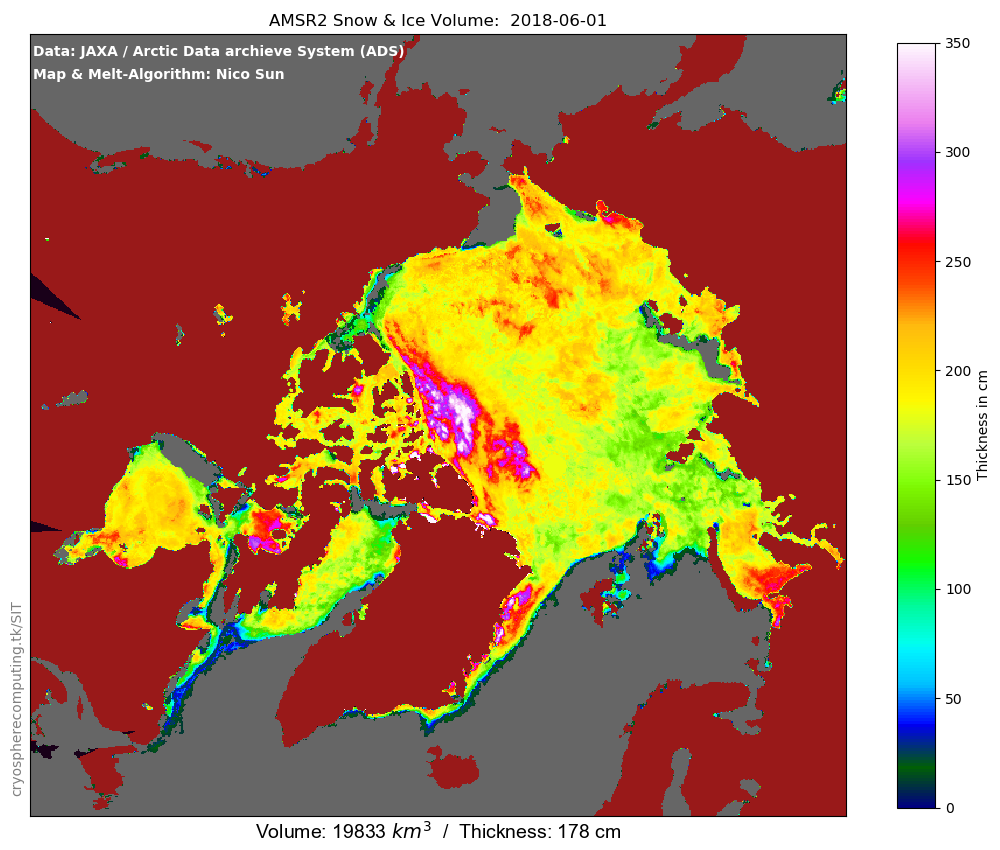 AMSR2 Snow & Ice Volume:  2018-06-01
Data: JAXA / Arctic Data archieve System (ADS)
Map & Melt-Algorithm: Nico Sun
350
300
250
200
150
100
50
0
Thickness in cm
cryospherecomputing.tk/SIT
Volume: 19833 km³  /  Thickness: 178 cm